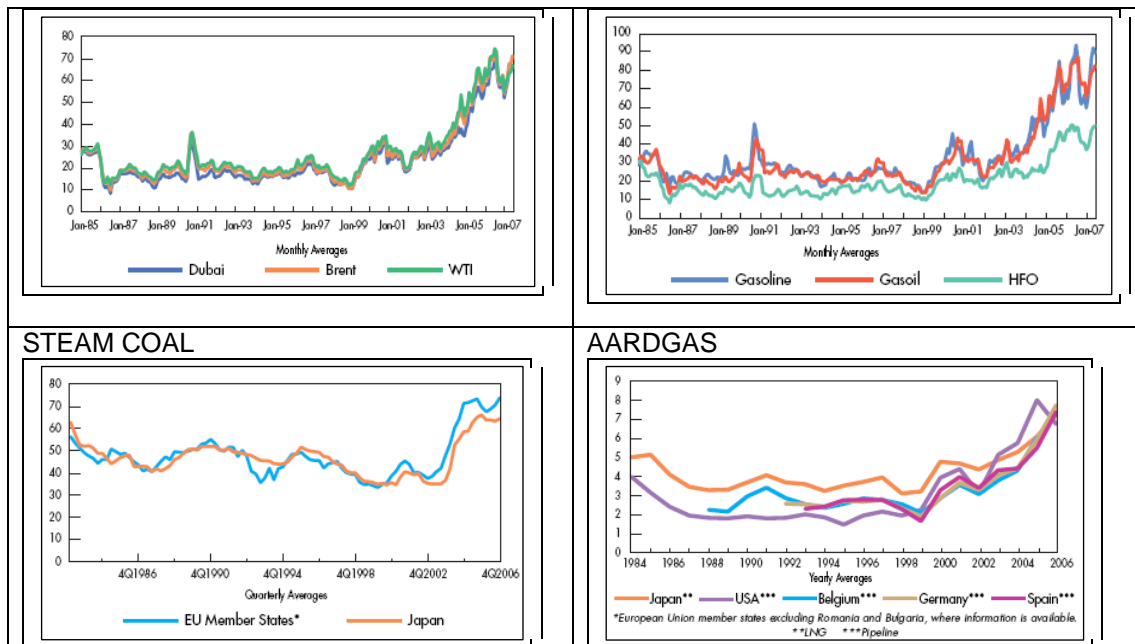 80
70
60
50
40
30
20
10
0
Jan-85 Jan-87 Jan-89 Jan-91 Jan-93 Jan-95 Jan-97 Jan-99 Jan-01 Jan-03 Jan-05 Jan-07
Monthly Averages
Dubai Brent WTI
100
90
80
70
60
50
40
30
20
10
0
Jan-85 Jan-87 Jan-89 Jan-91 Jan-93 Jan-95 Jan-97 Jan-99 Jan-01 Jan-03 Jan-05 Jan-07
Monthly Averages
Gasoline Gasoil HFO
STEAM COAL
80
70
60
50
40
30
20
10
0
4Q1986 4Q1990 4Q1994 4Q1998 4Q2002 4Q2006
Quarterly Averages
EU Member States* Japan
AARDGAS
9
8
7
6
5
4
3
2
1
0
1984 1986 1988 1990 1992 1994 1996 1998 2000 2002 2004 2006
Yearly Averages
Japan** USA*** Belgium*** Germany*** Spain***
*European Union member states excluding Romania and Bulgaria, where information is available.
**LNG ***Pipeline